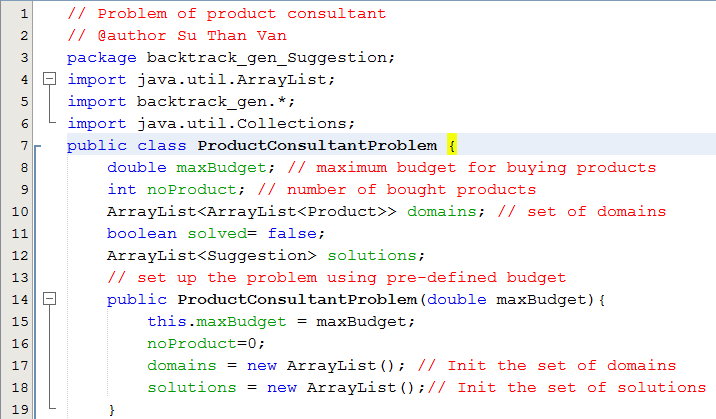 1 // Problem of product consultant
2 // @author Su Than Van
3 package backtrack_gen_Suggestion;
4 import java.util.ArrayList;
5 import backtrack_gen.*;
6 import java.util.Collections;
7 public class ProductConsultantProblem {
8 double maxBudget; // maximum budget for buying products
9 int noProduct; // number of bought products
10 ArrayList<ArrayList<Product>> domains; // set of domains
11 boolean solved= false;
12 ArrayList<Suggestion> solutions;
13 // set up the problem using pre-defined budget
14 public ProductConsultantProblem(double maxBudget){
15 this.maxBudget = maxBudget;
16 noProduct=0;
17 domains = new ArrayList(); // Init the set of domains
18 solutions = new ArrayList();// Init the set of solutions
19 }